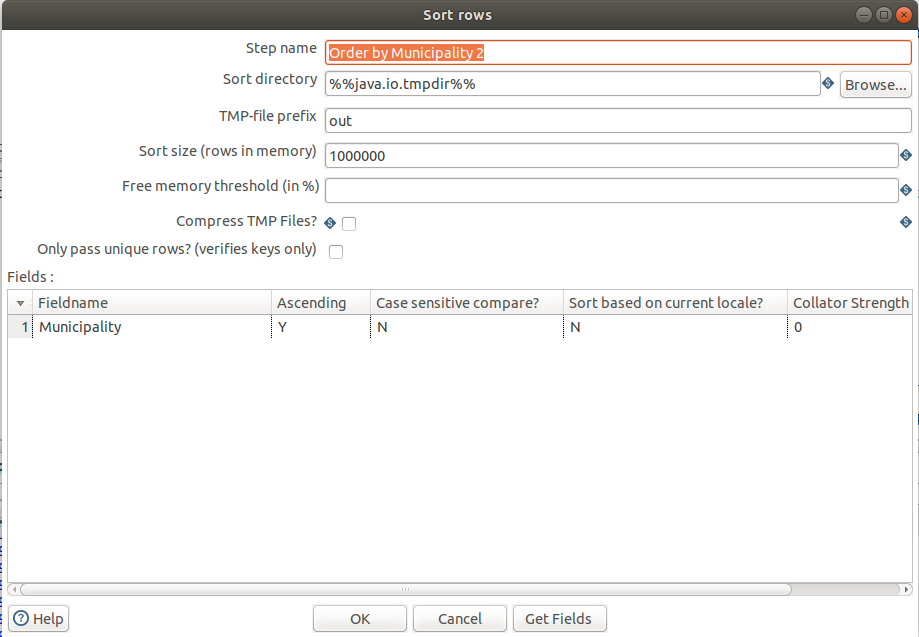 Sort rows
Step name Order by Municipality 2
Sort directory %%java.io.tmpdir%% Browse...
TMP-file prefix out
Sort size (rows in memory) 1000000
Free memory threshold (in %)
Compress TMP Files?
Only pass unique rows? (verifies keys only)
Fields :
Fieldname Ascending Case sensitive compare? Sort based on current locale? Collator Strength
1 Municipality Y N N 0
Help OK Cancel Get Fields